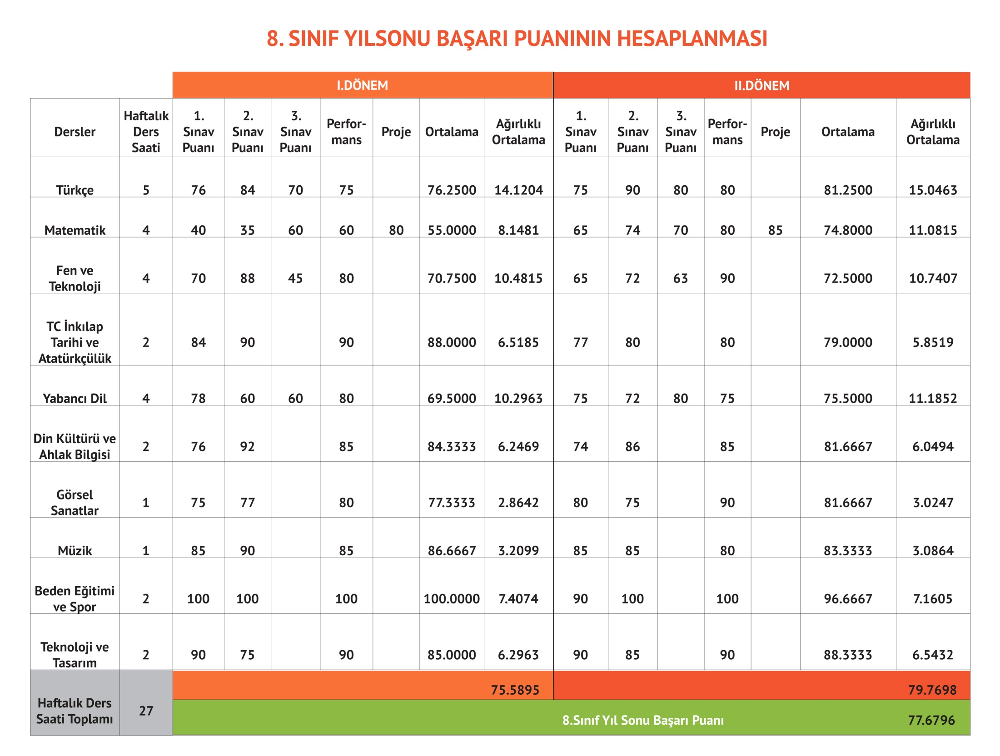 8. SINIF YILSONU BAŞARI PUANININ HESAPLANMASI
I.DÖNEM II.DÖNEM
Dersler Haftalık Ders Saati 1. Sınav Puanı 2. Sınav Puanı 3. Sınav Puanı Perfor-mans Proje Ortalama Ağırlıklı Ortalama 1. Sınav Puanı 2. Sınav Puanı 3. Sınav Puanı Perfor-mans Proje Ortalama Ağırlıklı Ortalama
Türkçe 5 76 84 70 75 76.2500 14.1204 75 90 80 80 81.2500 15.0463
Matematik 4 40 35 60 60 80 55.0000 8.1481 65 74 70 80 85 74.8000 11.0815
Fen ve Teknoloji 4 70 88 45 80 70.7500 10.4815 65 72 63 90 72.5000 10.7407
TC İnkılap Tarihi ve Atatürkçülük 2 84 90 90 88.0000 6.5185 77 80 80 79.0000 5.8519
Yabancı Dil 4 78 60 60 80 69.5000 10.2963 75 72 80 75 75.5000 11.1852
Din Kültürü ve Ahlak Bilgisi 2 76 92 85 84.3333 6.2469 74 86 85 81.6667 6.0494
Görsel Sanatlar 1 75 77 80 77.3333 2.8642 80 75 90 81.6667 3.0247
Müzik 1 85 90 85 86.6667 3.2099 85 85 80 83.3333 3.0864
Beden Eğitimi ve Spor 2 100 100 100 100.0000 7.4074 90 100 100 96.6667 7.1605
Teknoloji ve Tasarım 2 90 75 90 85.0000 6.2963 90 85 90 88.3333 6.5432
Haftalık Ders Saati Toplamı 27 75.5895 79.7698
8.Sınıf Yıl Sonu Başarı Puanı 77.6796